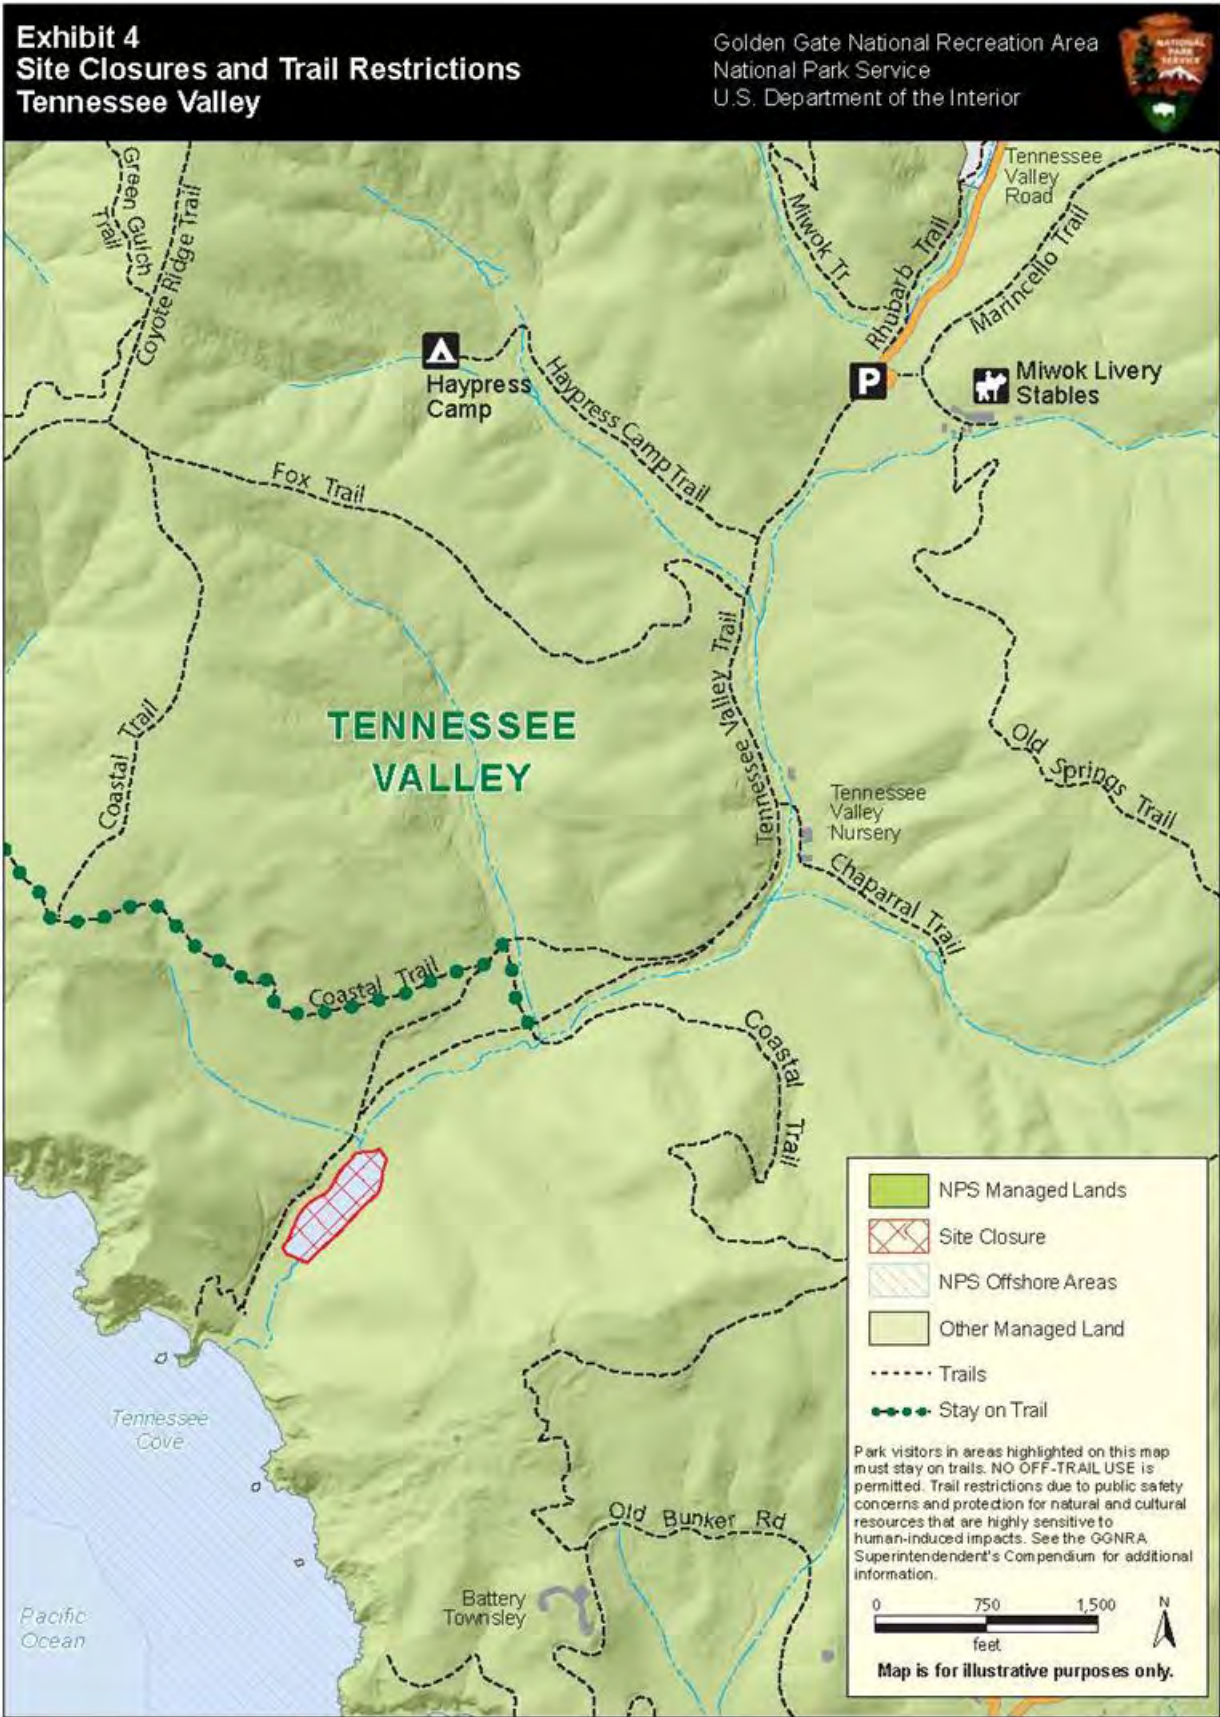 Exhibit 4
Site Closures and Trail Restrictions
Tennessee Valley
Golden Gate National Recreation Area
National Park Service
U.S. Department of the Interior
NATIONAL
PARK
SERVICE
Green Gulch
Trail
Coyote Ridge Trail
Miwok Tr
Rhubarb Trail
Tennessee
Valley
Road
Marincello Trail
P
Miwok Livery
Stables
Haypress
Camp
Haypress Camp Trail
Fox Trail
Coastal Trail
TENNESSEE
VALLEY
Tennessee Valley Trail
Tennessee Valley Trail
Old Springs Trail
Tennessee
Valley
Nursery
Chaparral Trail
Coastal Trail
Coastal Trail
Tennessee
Cove
Old Bunker Rd
Battery
Townsley
Pacific
Ocean
NPS Managed Lands
Site Closure
NPS Offshore Areas
Other Managed Land
Trails
Stay on Trail
Park visitors in areas highlighted on this map
must stay on trails. NO OFF-TRAIL USE is
permitted. Trail restrictions due to public safety
concerns and protection for natural and cultural
resources that are highly sensitive to
human-induced impacts. See the GGNRA
Superintendendent's Compendium for additional
information.
0 750 1,500
feet
N
Map is for illustrative purposes only.